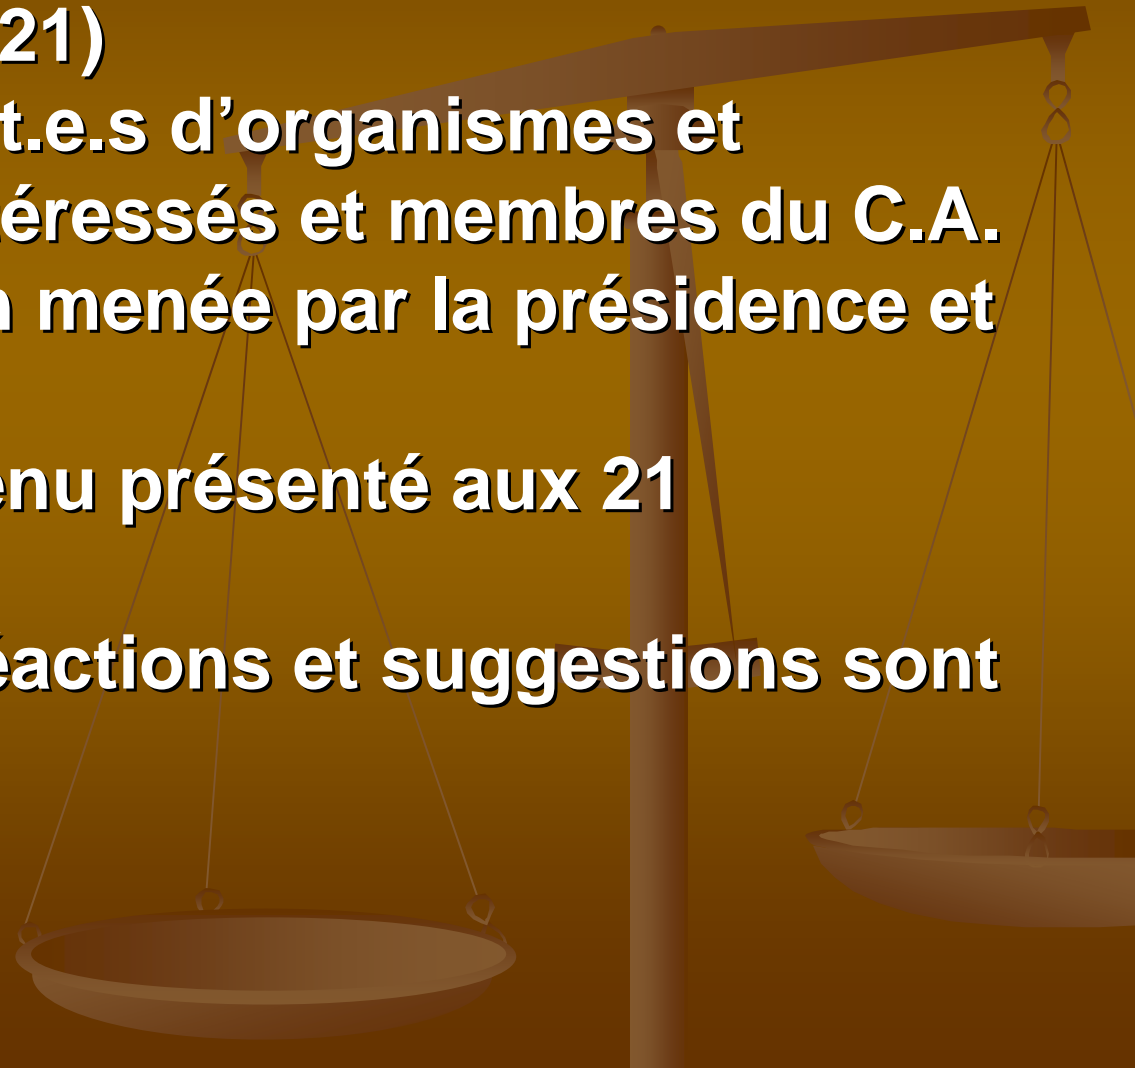 21)
t.e.s d’organismes et
éressés et membres du C.A.
menée par la présidence et
enu présenté aux 21
éactions et suggestions sont